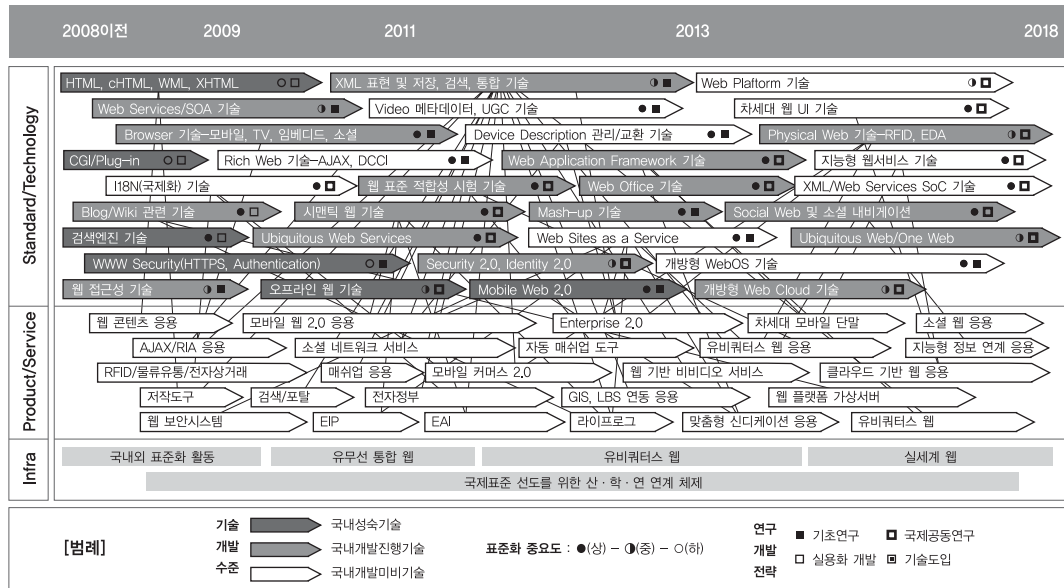 2008이전 2009 2011 2013 2018
Standard/Technology
HTML, cHTML, WML, XHTML ○□ XML 표현 및 저장, 검색, 통합 기술 ◑■ Web Plaftorm 기술
Web Services/SOA 기술 ◑■ Video 메타데이터, UGC 기술 ●■ 차세대 웹 UI 기술
Browser 기술-모바일, TV, 임베디드, 소셜 ●■ Device Description 관리/교환 기술 ●■ Physical Web 기술-RFID, EDA
CGI/Plug-in ○□ Rich Web 기술-AJAX, DCCI ●■ Web Application Framework 기술 지능형 웹서비스 기술
I18N(국제화) 기술 웹 표준 적합성 시험 기술 Web Office 기술 XML/Web Services SoC 기술
Blog/Wiki 관련 기술 ●□ 시맨틱 웹 기술 Mash-up 기술 ●■ Social Web 및 소셜 내비게이션
검색엔진 기술 ●□ Ubiquitous Web Services Web Sites as a Service ●■ Ubiquitous Web/One Web
WWW Security(HTTPS, Authentication) ○■ Security 2.0, Identity 2.0 개방형 WebOS 기술 ●■
웹 접근성 기술 ◑■ 오프라인 웹 기술 Mobile Web 2.0 ●■ 개방형 Web Cloud 기술
Product/Service
웹 콘텐츠 응용 모바일 웹 2.0 응용 Enterprise 2.0 차세대 모바일 단말 소셜 웹 응용
AJAX/RIA 응용 소셜 네트워크 서비스 자동 매쉬업 도구 유비쿼터스 웹 응용 지능형 정보 연계 응용
RFID/물류유통/전자상거래 매쉬업 응용 모바일 커머스 2.0 웹 기반 비비디오 서비스 클라우드 기반 웹 응용
저작도구 검색/포탈 전자정부 GIS, LBS 연동 응용 웹 플랫폼 가상서버
웹 보안시스템 EIP EAI 라이프로그 맞춤형 신디케이션 응용 유비쿼터스 웹
Infra
국내외 표준화 활동 유무선 통합 웹 유비쿼터스 웹 실세계 웹
국제표준 선도를 위한 산·학·연 연계 체제
[범례]
기술 개발 수준
국내성숙기술
국내개발진행기술
국내개발미비기술
표준화 중요도 : ●(상) - ◑(중) - ○(하)
연구 개발 전략
■ 기초연구 국제공동연구
□ 실용화 개발 ▣ 기술도입